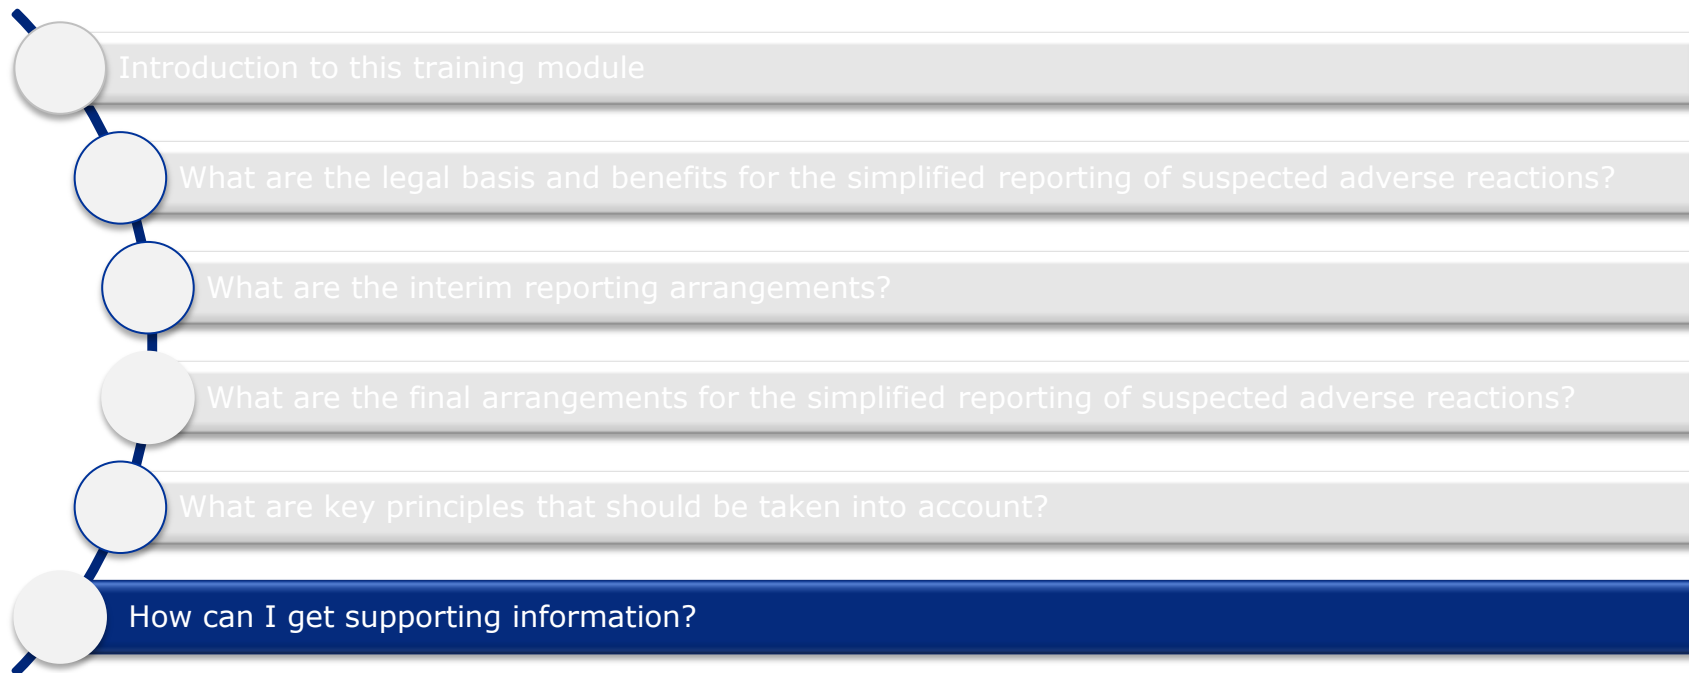 Introduction to this training module
What are the legal basis and benefits for the simplified reporting of suspected adverse reactions?
What are the interim reporting arrangements?
What are the final arrangements for the simplified reporting of suspected adverse reactions?
What are key principles that should be taken into account?
How can I get supporting information?